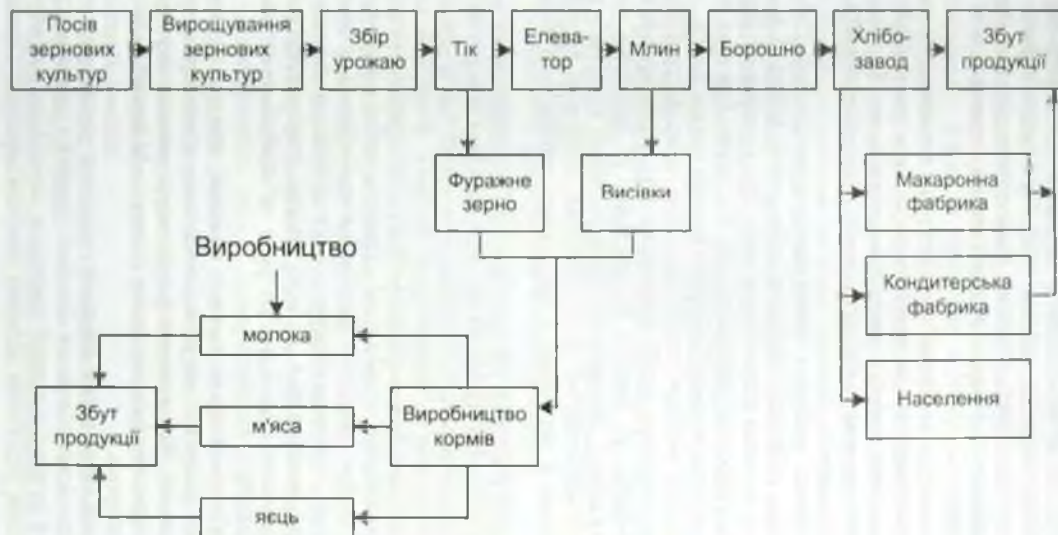 Посів
зернових
культур
Вирощування
зернових
культур
Збір
урожаю
Тік
Елева-
тор
Млин
Борошно
Хлібо-
завод
Збут
продукції
Фуражне
зерно
Висівки
Макаронна
фабрика
Кондитерська
фабрика
Населення
Виробництво
молока
м'яса
яєць
Збут
продукції
Виробництво
кормів